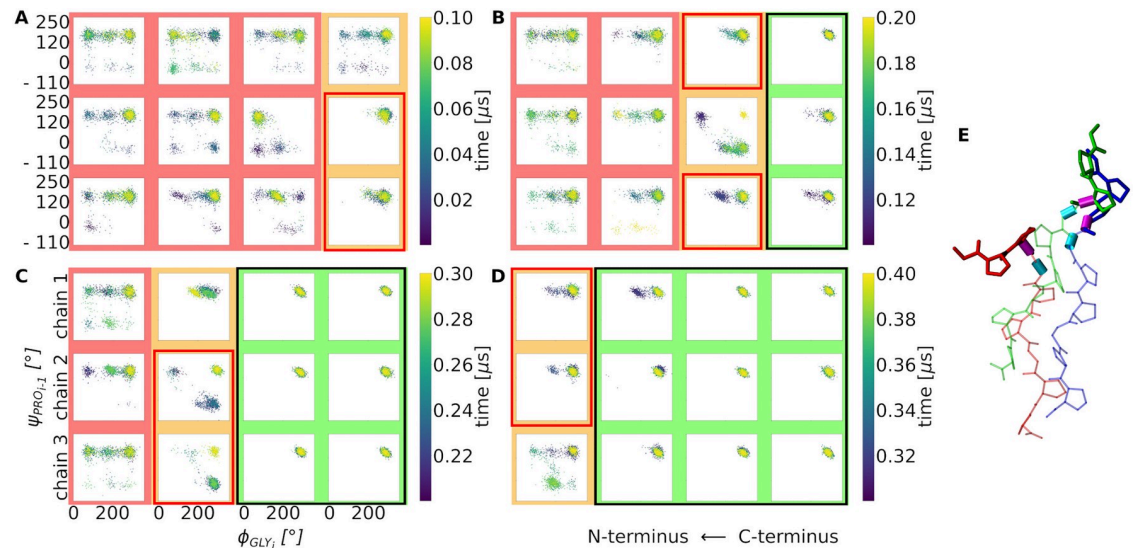 A
250
120
0
- 110
250
120
0
- 110
250
120
0
- 110
0.10
0.08
0.06
0.04
0.02
time [μs]
B
0.20
0.18
0.16
0.14
0.12
time [μs]
E
C
chain 1
chain 2
chain 3
ψPROi-1 [°]
0 200
0 200
0 200
0 200
ϕGLYi [°]
0.30
0.28
0.26
0.24
0.22
time [μs]
D
0.40
0.38
0.36
0.34
0.32
time [μs]
N-terminus ← C-terminus